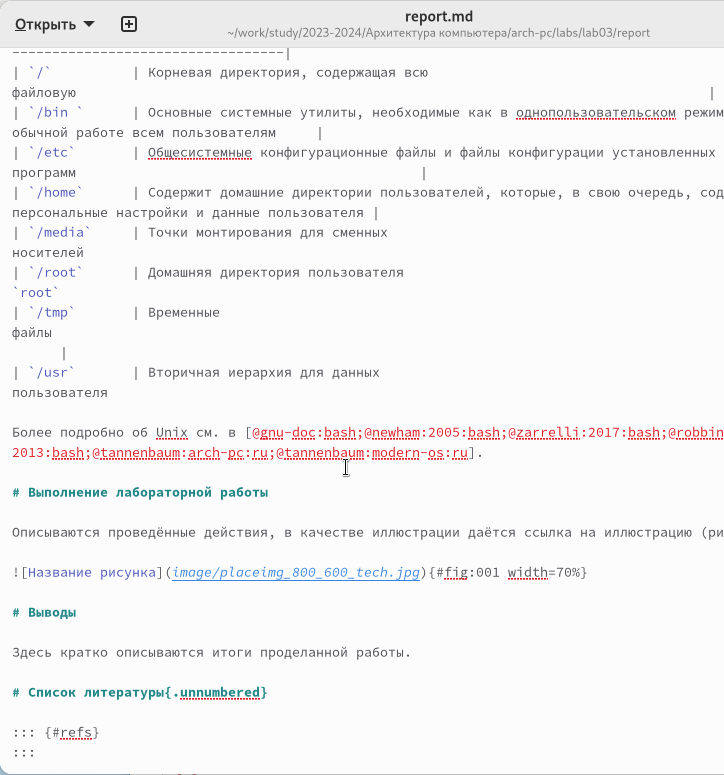 Открыть
report.md
~/work/study/2023-2024/Архитектура компьютера/arch-pc/labs/lab03/report
----------------------------------|
| `/` | Корневая директория, содержащая всю
файловую |
| `/bin ` | Основные системные утилиты, необходимые как в однопользовательском режим
обычной работе всем пользователям |
| `/etc` | Общесистемные конфигурационные файлы и файлы конфигурации установленных
программ |
| `/home` | Содержит домашние директории пользователей, которые, в свою очередь, сод
персональные настройки и данные пользователя |
| `/media` | Точки монтирования для сменных
носителей
| `/root` | Домашняя директория пользователя
`root`
| `/tmp` | Временные
файлы
|
| `/usr` | Вторичная иерархия для данных
пользователя
Более подробно об Unix см. в [@gnu-doc:bash;@newham:2005:bash;@zarrelli:2017:bash;@robbin
2013:bash;@tannenbaum:arch-pc:ru;@tannenbaum:modern-os:ru].
# Выполнение лабораторной работы
Описываются проведённые действия, в качестве иллюстрации даётся ссылка на иллюстрацию (ри
![Название рисунка](image/placeimg_800_600_tech.jpg){#fig:001 width=70%}
# Выводы
Здесь кратко описываются итоги проделанной работы.
# Список литературы{.unnumbered}
::: {#refs}
:::